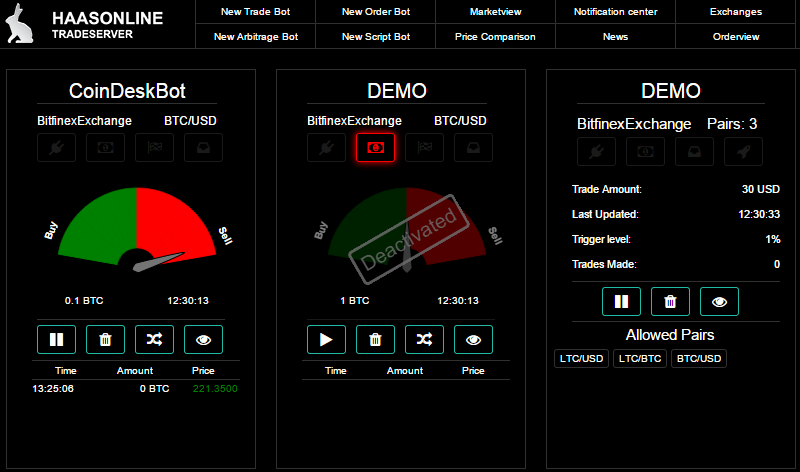 HAASONLINE
TRADESERVER
New Trade Bot New Order Bot Marketview Notification center Exchanges
New Arbitrage Bot New Script Bot Price Comparison News Orderview
CoinDeskBot
BitfinexExchange BTC/USD
Buy
Sell
0.1 BTC 12:30:13
Time Amount Price
13:25:06 0 BTC 221.3500
DEMO
BitfinexExchange BTC/USD
Buy
Sell
Deactivated
1 BTC 12:30:13
Time Amount Price
DEMO
BitfinexExchange Pairs: 3
Trade Amount: 30 USD
Last Updated: 12:30:33
Trigger level: 1%
Trades Made: 0
Allowed Pairs
LTC/USD LTC/BTC BTC/USD